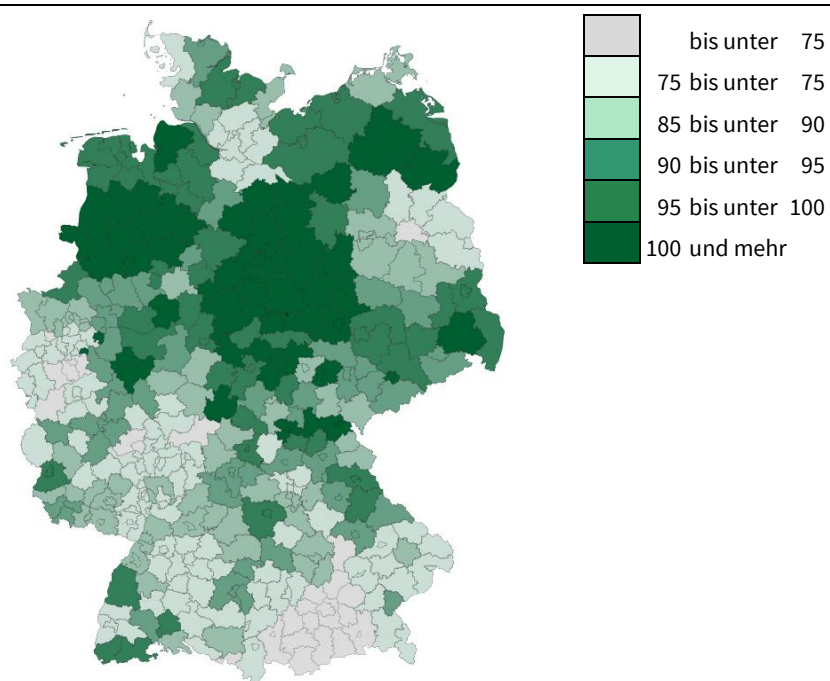 bis unter 75
75 bis unter 75
85 bis unter 90
90 bis unter 95
95 bis unter 100
100 und mehr